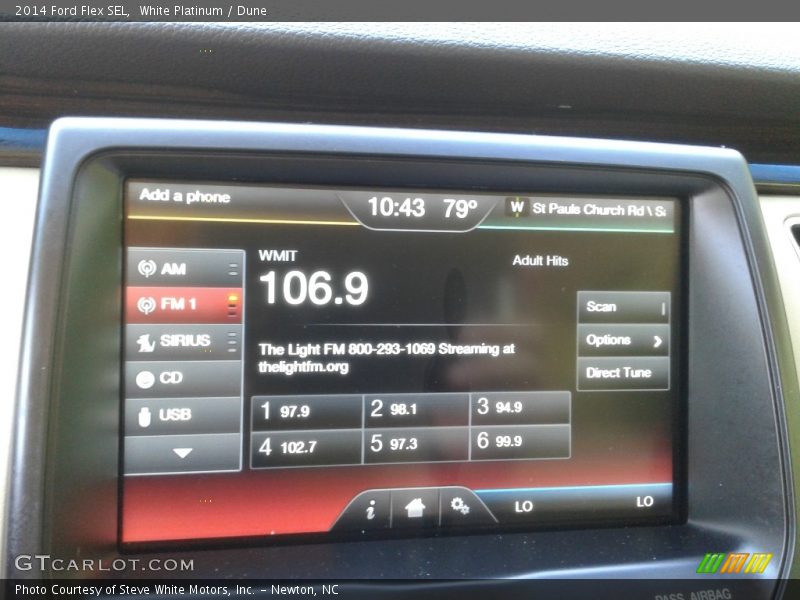 2014 Ford Flex SEL, White Platinum / Dune
Add a phone
10:43 79º
W St Pauls Church Rd \
AM
FM 1
SIRIUS
CD
USB
WMIT
106.9
Adult Hits
The Light FM 800-293-1069 Streaming at
thelightfm.org
Scan
Options
Direct Tune
1 97.9 2 98.1 3 94.9
4 102.7 5 97.3 6 99.9
i
LO
LO
GTCARLOT.COM
PASS AIRBAG
Photo Courtesy of Steve White Motors, Inc. – Newton, NC